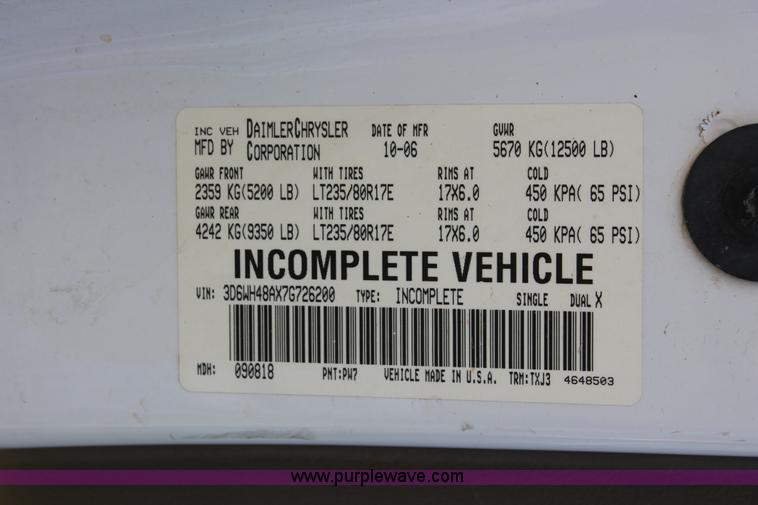 INC VEH DAIMLERCHRYSLER DATE OF MFR GVWR
MFD BY CORPORATION 10-06 5670 KG(12500 LB)
GAWR FRONT WITH TIRES RIMS AT COLD
2359 KG(5200 LB) LT235/80R17E 17X6.0 450 KPA( 65 PSI)
GAWR REAR WITH TIRES RIMS AT COLD
4242 KG(9350 LB) LT235/80R17E 17X6.0 450 KPA( 65 PSI)
INCOMPLETE VEHICLE
VIN: 3D6WH48AX7G726200 TYPE: INCOMPLETE SINGLE DUAL X
MDH: 090818 PNT:PW7 VEHICLE MADE IN U.S.A. TRM:TXJ3 4648503
www.purplewave.com